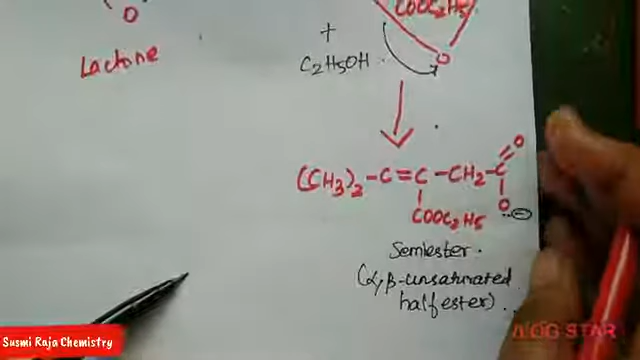 O
Lactone
COOC2H5
+
C2H5OH
O
(CH3)2-C=C-CH2-C
O
O
COOC2H5
Semiester.
(α,β-unsaturated
half ester)..
Susmi Raja Chemistry